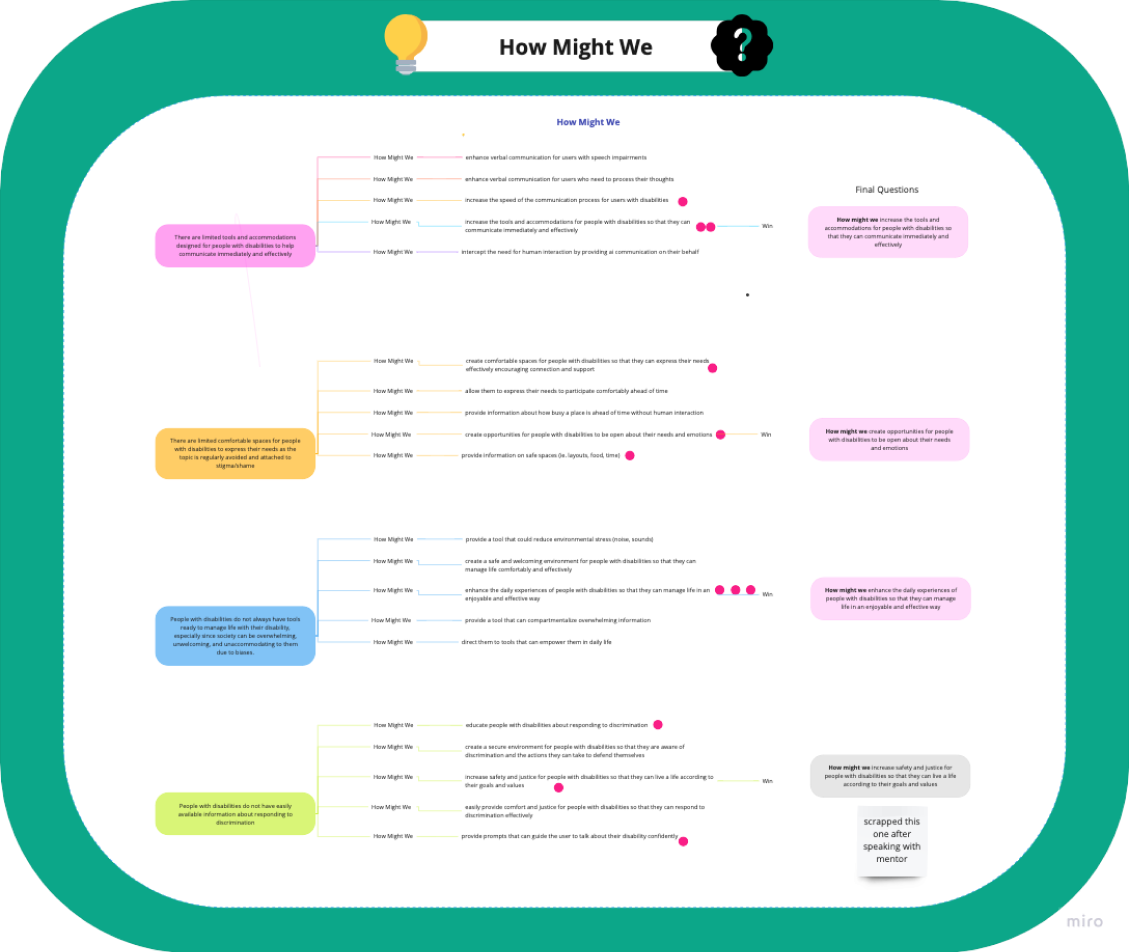 How Might We
?
How Might We
How Might We
enhance verbal communication for users with speech impairments
How Might We
enhance verbal communication for users who need to process their thoughts
How Might We
increase the speed of the communication process for users with disabilities
How Might We
increase the tools and accommodations for people with disabilities so that they can
communicate immediately and effectively
Win
How Might We
intercept the need for human interaction by providing ai communication on their behalf
There are limited tools and accommodations
designed for people with disabilities to help
communicate immediately and effectively
Final Questions
How might we increase the tools and
accommodations for people with disabilities so
that they can communicate immediately and
effectively
How Might We
create comfortable spaces for people with disabilities so that they can express their needs
effectively encouraging connection and support
How Might We
allow them to express their needs to participate comfortably ahead of time
How Might We
provide information about how busy a place is ahead of time without human interaction
How Might We
create opportunities for people with disabilities to be open about their needs and emotions
Win
How Might We
provide information on safe spaces (ie. layouts, food, time)
There are limited comfortable spaces for people
with disabilities to express their needs as the
topic is regularly avoided and attached to
stigma/shame
How might we create opportunities for people
with disabilities to be open about their needs
and emotions
How Might We
provide a tool that could reduce environmental stress (noise, sounds)
How Might We
create a safe and welcoming environment for people with disabilities so that they can
manage life comfortably and effectively
How Might We
enhance the daily experiences of people with disabilities so that they can manage life in an
enjoyable and effective way
Win
How Might We
provide a tool that can compartmentalize overwhelming information
How Might We
direct them to tools that can empower them in daily life
People with disabilities do not always have tools
ready to manage life with their disability,
especially since society can be overwhelming,
unwelcoming, and unaccommodating to them
due to biases.
How might we enhance the daily experiences of
people with disabilities so that they can manage
life in an enjoyable and effective way
How Might We
educate people with disabilities about responding to discrimination
How Might We
create a secure environment for people with disabilities so that they are aware of
discrimination and the actions they can take to defend themselves
How Might We
increase safety and justice for people with disabilities so that they can live a life according to
their goals and values
Win
How Might We
easily provide comfort and justice for people with disabilities so that they can respond to
discrimination effectively
How Might We
provide prompts that can guide the user to talk about their disability confidently
People with disabilities do not have easily
available information about responding to
discrimination
How might we increase safety and justice for
people with disabilities so that they can live a life
according to their goals and values
scrapped this
one after
speaking with
mentor
miro